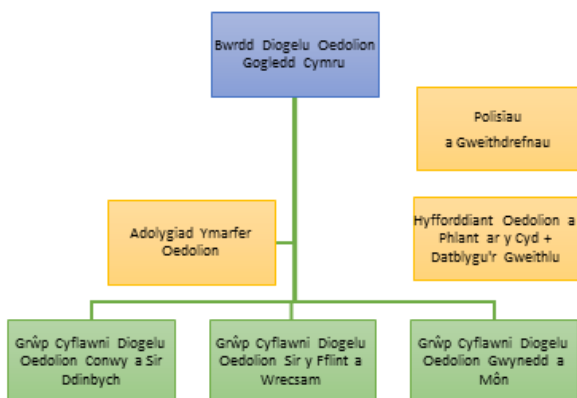 Bwrdd Diogelu Oedolion
Gogledd Cymru
Polisïau
a Gweithdrefnau
Adolygiad Ymarfer
Oedolion
Hyfforddiant Oedolion a
Phlant ar y Cyd +
Datblygu'r Gweithlu
Grŵp Cyflawni Diogelu
Oedolion Conwy a Sir
Ddinbych
Grŵp Cyflawni Diogelu
Oedolion Sir y Fflint a
Wrecsam
Grŵp Cyflawni Diogelu
Oedolion Gwynedd a
Môn